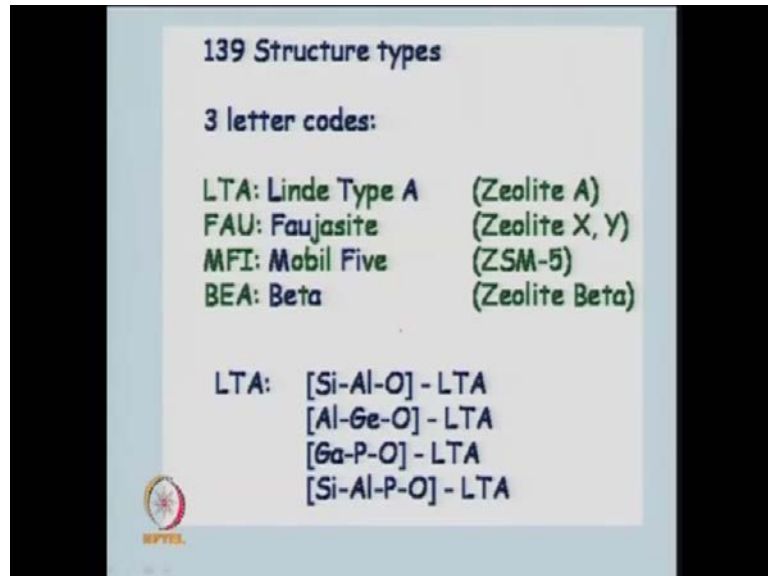 139 Structure types
3 letter codes:
LTA: Linde Type A (Zeolite A)
FAU: Faujasite (Zeolite X, Y)
MFI: Mobil Five (ZSM-5)
BEA: Beta (Zeolite Beta)
LTA: [Si-Al-O] - LTA
[Al-Ge-O] - LTA
[Ga-P-O] - LTA
[Si-Al-P-O] - LTA
NPTEL